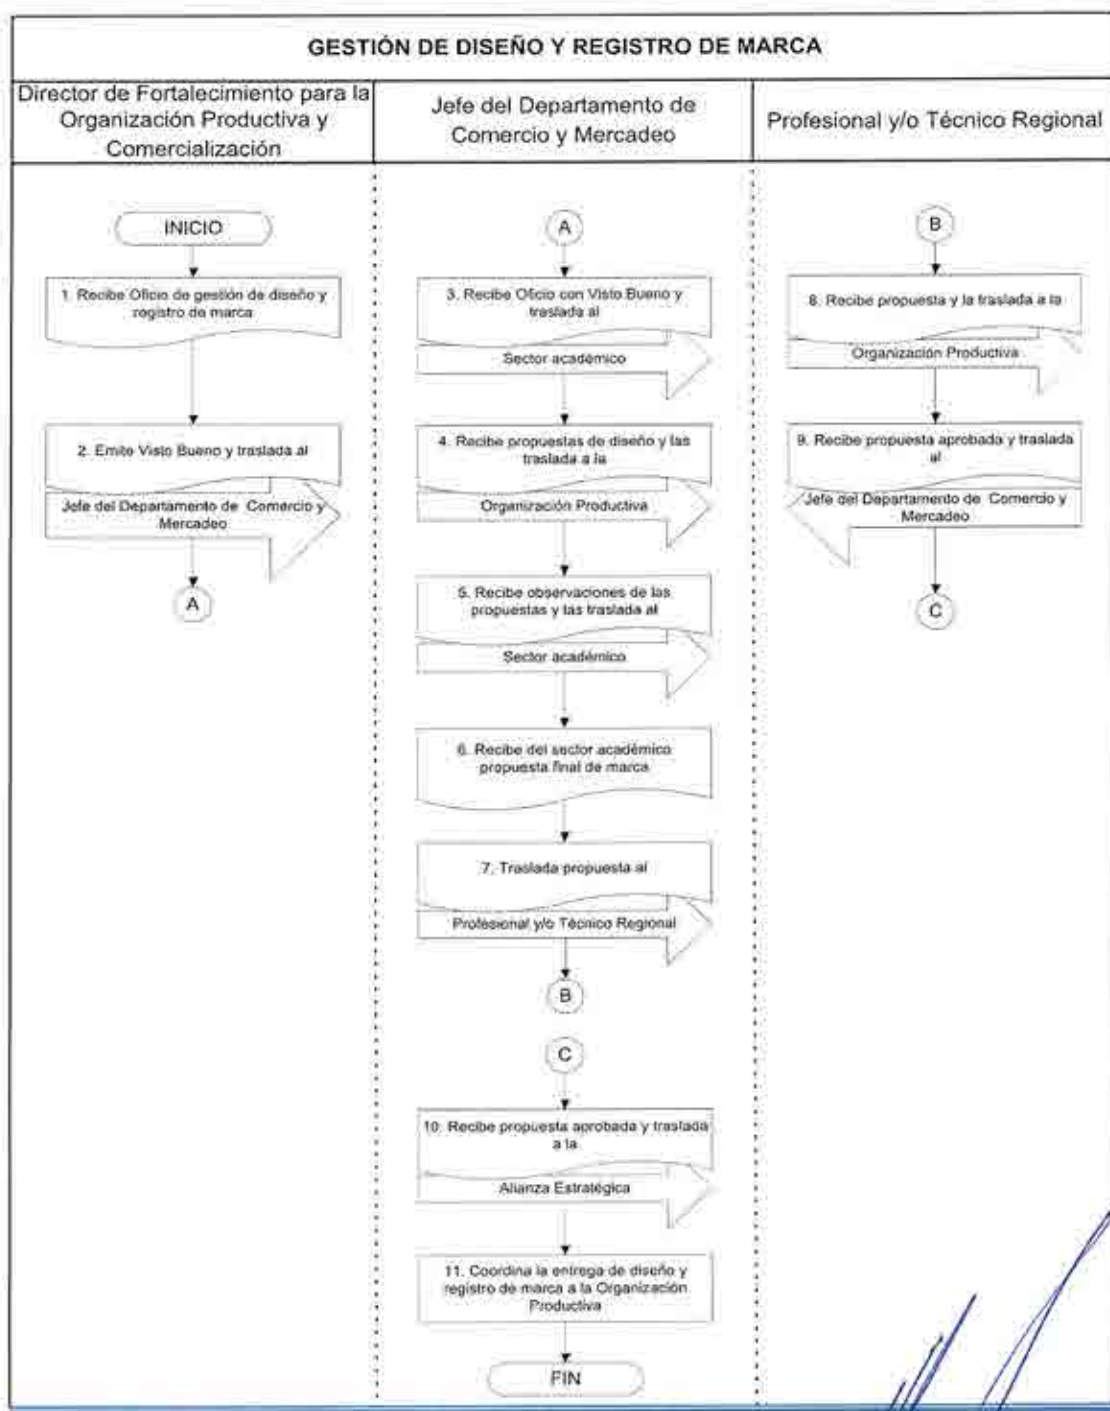 GESTIÓN DE DISEÑO Y REGISTRO DE MARCA
Director de Fortalecimiento para la
Organización Productiva y
Comercialización
INICIO
1. Recibe Oficio de gestión de diseño y
registro de marca
2. Emite Visto Bueno y traslada al
Jefe del Departamento de Comercio y
Mercadeo
A
Jefe del Departamento de
Comercio y Mercadeo
A
3. Recibe Oficio con Visto Bueno y
traslada al
Sector académico
4. Recibe propuestas de diseño y las
traslada a la
Organización Productiva
5. Recibe observaciones de las
propuestas y las traslada al
Sector académico
6. Recibe del sector académico
propuesta final de marca
7. Traslada propuesta al
Profesional y/o Técnico Regional
B
C
10. Recibe propuesta aprobada y traslada
a la
Alianza Estratégica
11. Coordina la entrega de diseño y
registro de marca a la Organización
Productiva
FIN
Profesional y/o Técnico Regional
B
8. Recibe propuesta y la traslada a la
Organización Productiva
9. Recibe propuesta aprobada y traslada
al
Jefe del Departamento de Comercio y
Mercadeo
C